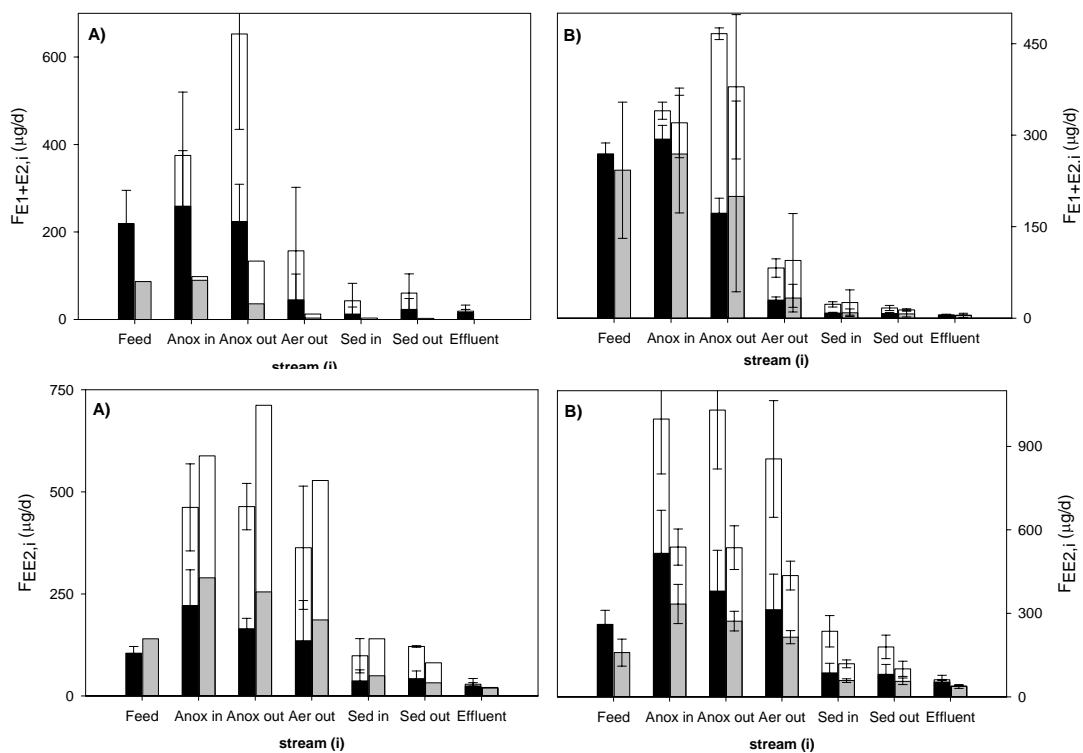 A)
B)
600
400
200
0
F_E1+E2,i (µg/d)
450
300
150
0
F_E1+E2,i (µg/d)
Feed Anox in Anox out Aer out Sed in Sed out Effluent
Feed Anox in Anox out Aer out Sed in Sed out Effluent
stream (i)
stream (i)
A)
B)
750
500
250
0
F_EE2,i (µg/d)
900
600
300
0
F_EE2,i (µg/d)
Feed Anox in Anox out Aer out Sed in Sed out Effluent
Feed Anox in Anox out Aer out Sed in Sed out Effluent
stream (i)
stream (i)